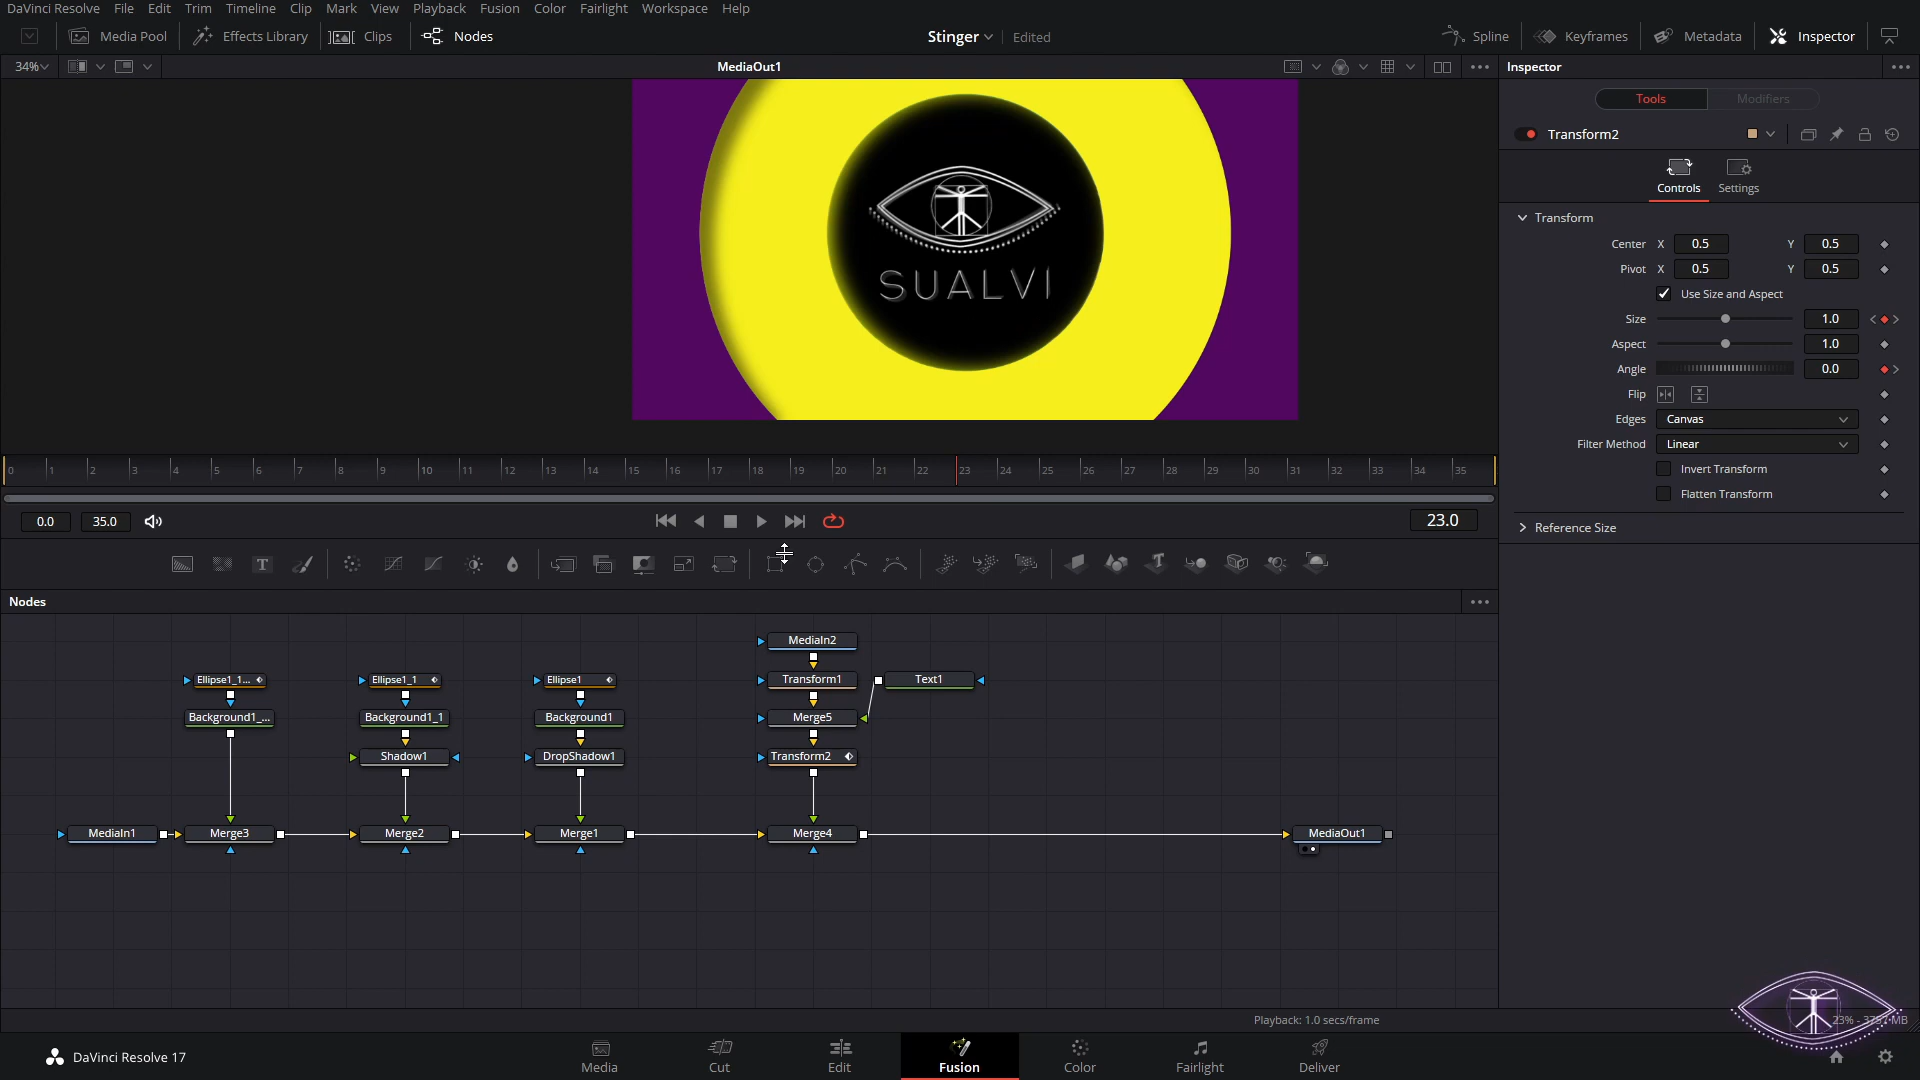 DaVinci Resolve File Edit Trim Timeline Clip Mark View Playback Fusion Color Fairlight Workspace Help
Media Pool Effects Library Clips Nodes Stinger Edited Spline Keyframes Metadata Inspector
34% MediaOut1 Inspector
Tools Modifiers
Transform2
Controls Settings
Transform
Center X 0.5 Y 0.5
Pivot X 0.5 Y 0.5
Use Size and Aspect
Size 1.0
Aspect 1.0
Angle 0.0
Flip
Edges Canvas
Filter Method Linear
Invert Transform
Flatten Transform
Reference Size
SUALVI
0 1 2 3 4 5 6 7 8 9 10 11 12 13 14 15 16 17 18 19 20 21 22 23 24 25 26 27 28 29 30 31 32 33 34 35
0.0 35.0 23.0
Nodes
MediaIn2
Ellipse1_1... Ellipse1_1 Ellipse1 Transform1 Text1
Background1_... Background1_1 Background1 Merge5
Shadow1 DropShadow1 Transform2
MediaIn1 Merge3 Merge2 Merge1 Merge4 MediaOut1
Playback: 1.0 secs/frame
DaVinci Resolve 17
Media Cut Edit Fusion Color Fairlight Deliver